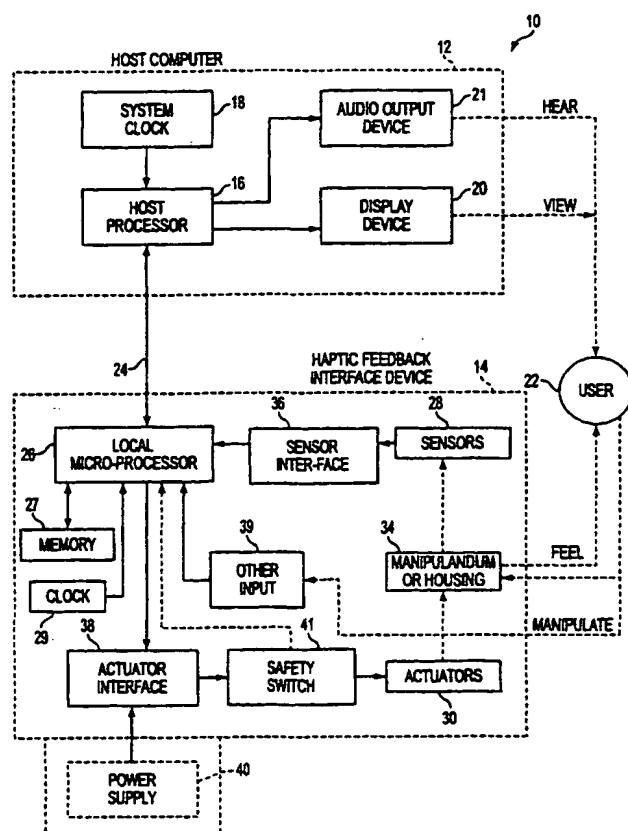 10
HOST COMPUTER
12
SYSTEM
CLOCK
18
AUDIO OUTPUT
DEVICE
21
HEAR
16
HOST
PROCESSOR
20
DISPLAY
DEVICE
VIEW
24
HAPTIC FEEDBACK
INTERFACE DEVICE
14
22
USER
26
LOCAL
MICRO-PROCESSOR
36
SENSOR
INTER-FACE
28
SENSORS
27
MEMORY
39
OTHER
INPUT
34
MANIPULANDUM
OR HOUSING
FEEL
CLOCK
29
MANIPULATE
38
ACTUATOR
INTERFACE
41
SAFETY
SWITCH
ACTUATORS
30
POWER
SUPPLY
40